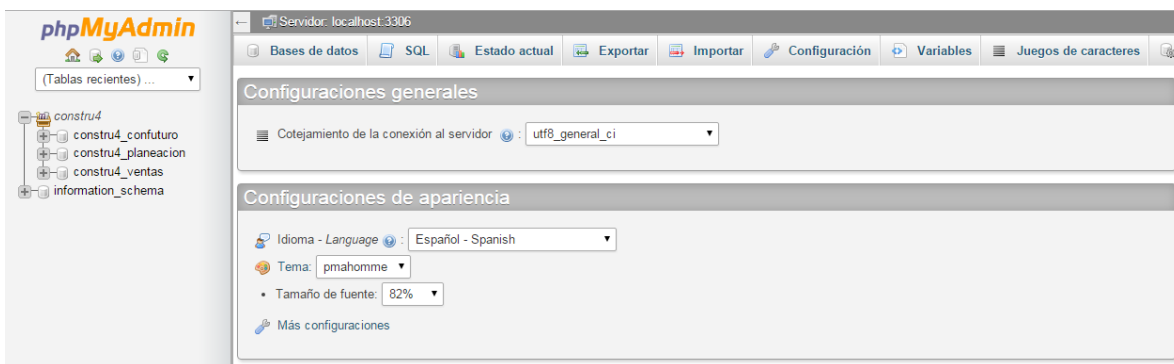 phpMyAdmin
(Tablas recientes) ...
constru4
constru4_confuturo
constru4_planeacion
constru4_ventas
information_schema
Servidor: localhost:3306
Bases de datos SQL Estado actual Exportar Importar Configuración Variables Juegos de caracteres
Configuraciones generales
Cotejamiento de la conexión al servidor : utf8_general_ci
Configuraciones de apariencia
Idioma - Language : Español - Spanish
Tema: pmahomme
• Tamaño de fuente: 82%
Más configuraciones